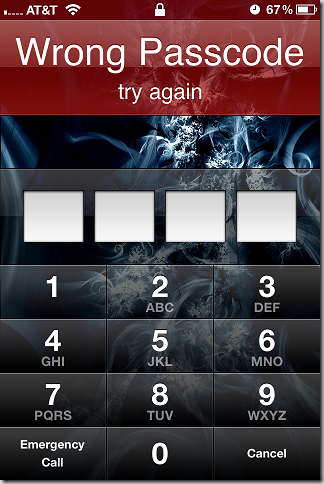 AT&T 67%
Wrong Passcode
try again
1 2 3
ABC DEF
4 5 6
GHI JKL MNO
7 8 9
PQRS TUV WXYZ
Emergency
Call 0 Cancel